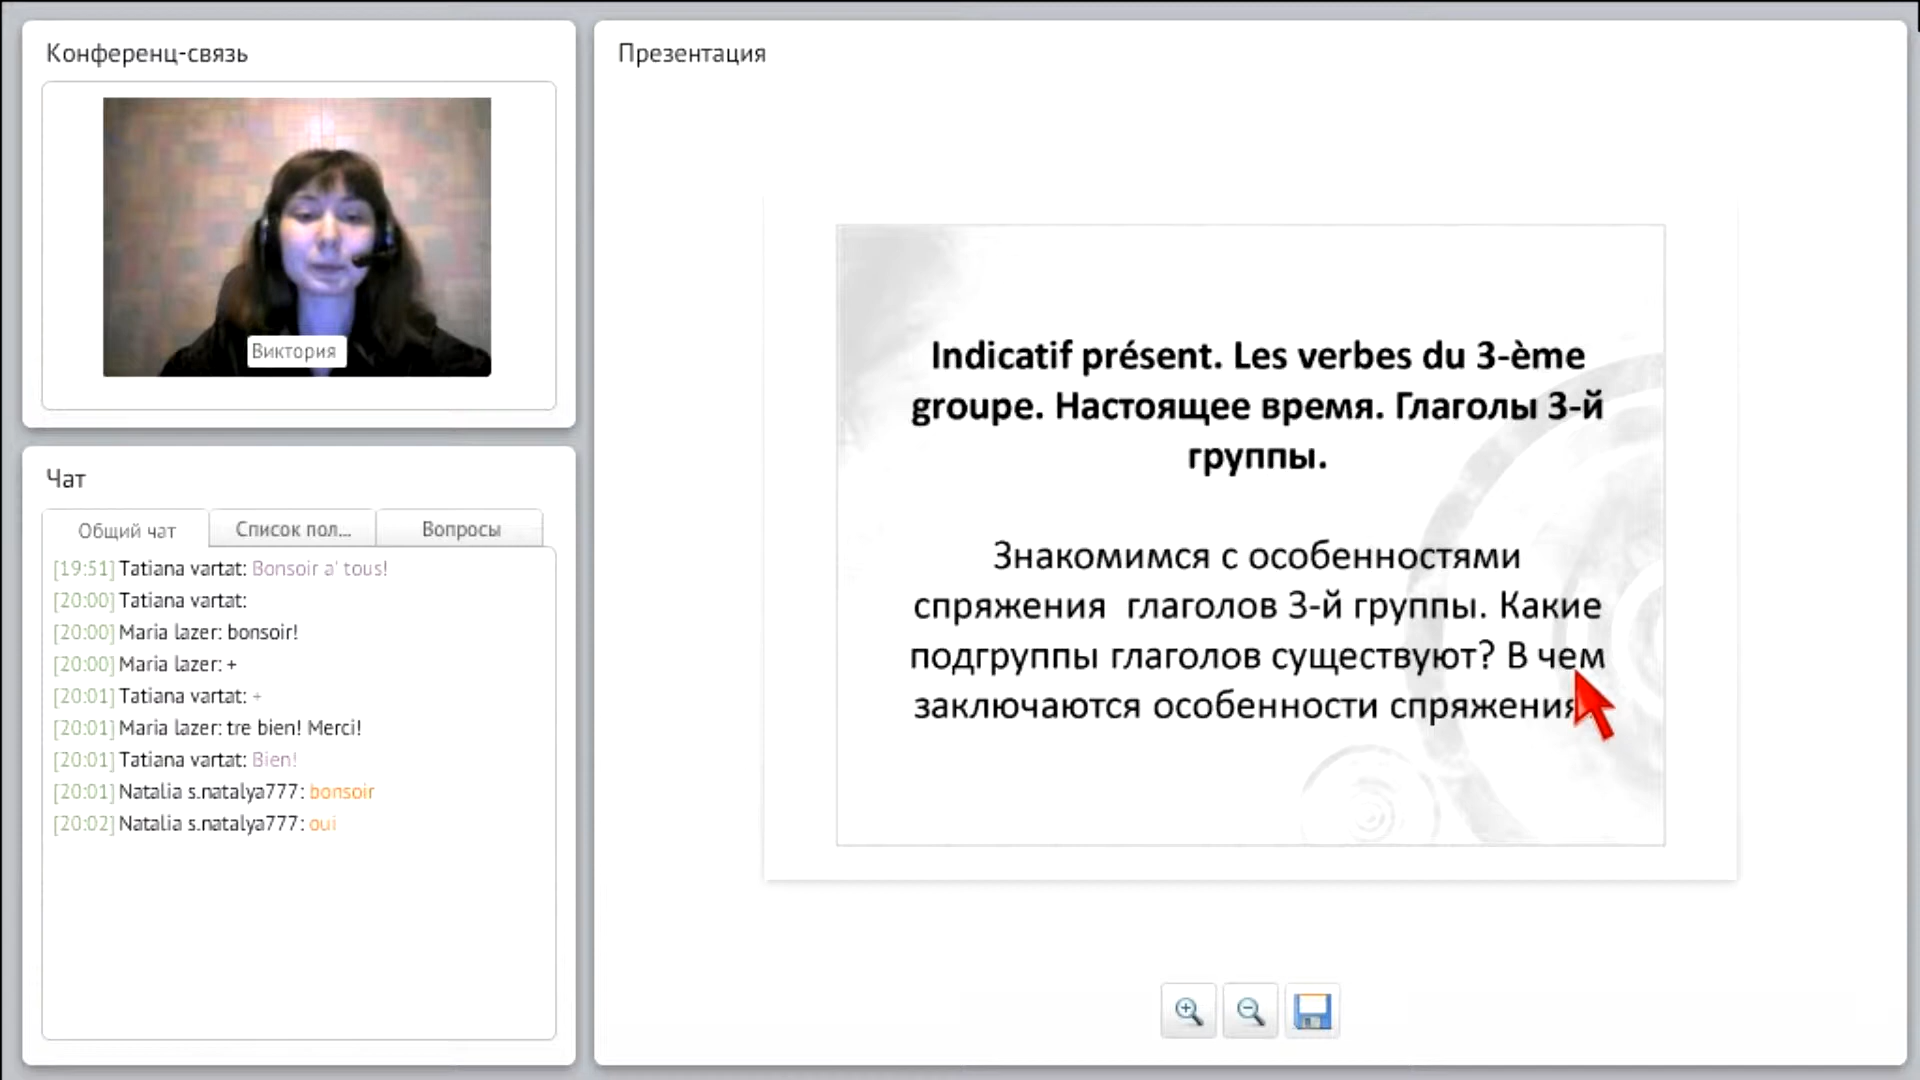 Конференц-связь
Виктория
Чат
Общий чат
Список пол...
Вопросы
[19:51] Tatiana vartat: Bonsoir a' tous!
[20:00] Tatiana vartat:
[20:00] Maria lazer: bonsoir!
[20:00] Maria lazer: +
[20:01] Tatiana vartat: +
[20:01] Maria lazer: tre bien! Merci!
[20:01] Tatiana vartat: Bien!
[20:01] Natalia s.natalya777: bonsoir
[20:02] Natalia s.natalya777: oui
Презентация
Indicatif présent. Les verbes du 3-ème
groupe. Настоящее время. Глаголы 3-й
группы.
Знакомимся с особенностями
спряжения глаголов 3-й группы. Какие
подгруппы глаголов существуют? В чем
заключаются особенности спряжения